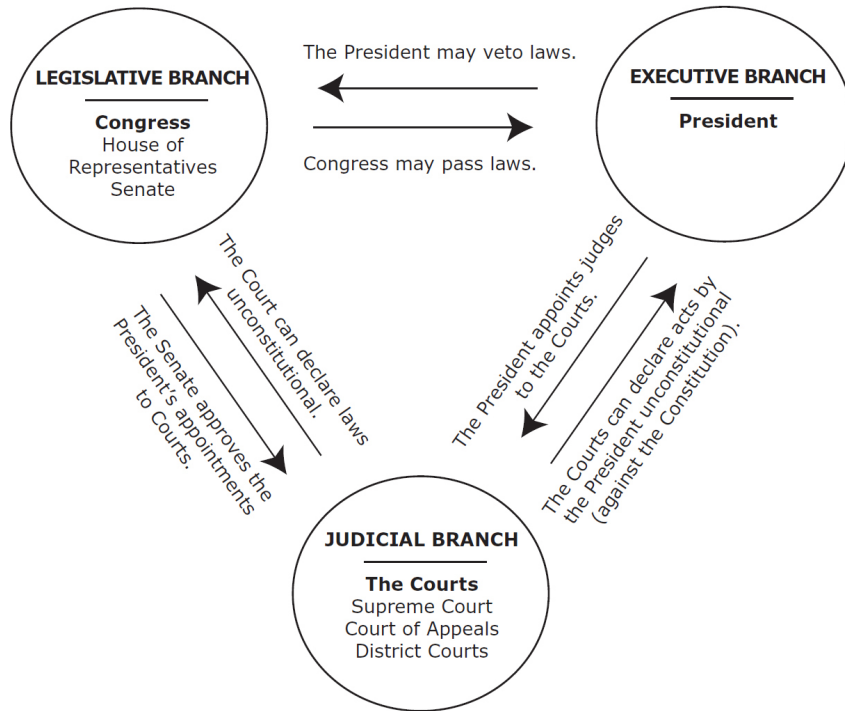 The President may veto laws.
LEGISLATIVE BRANCH
Congress
House of
Representatives
Senate
EXECUTIVE BRANCH
President
Congress may pass laws.
The Court can declare laws
unconstitutional.
The Senate approves the
President’s appointments
to Courts.
The President appoints judges
to the Courts.
The Courts can declare acts by
the President unconstitutional
(against the Constitution).
JUDICIAL BRANCH
The Courts
Supreme Court
Court of Appeals
District Courts